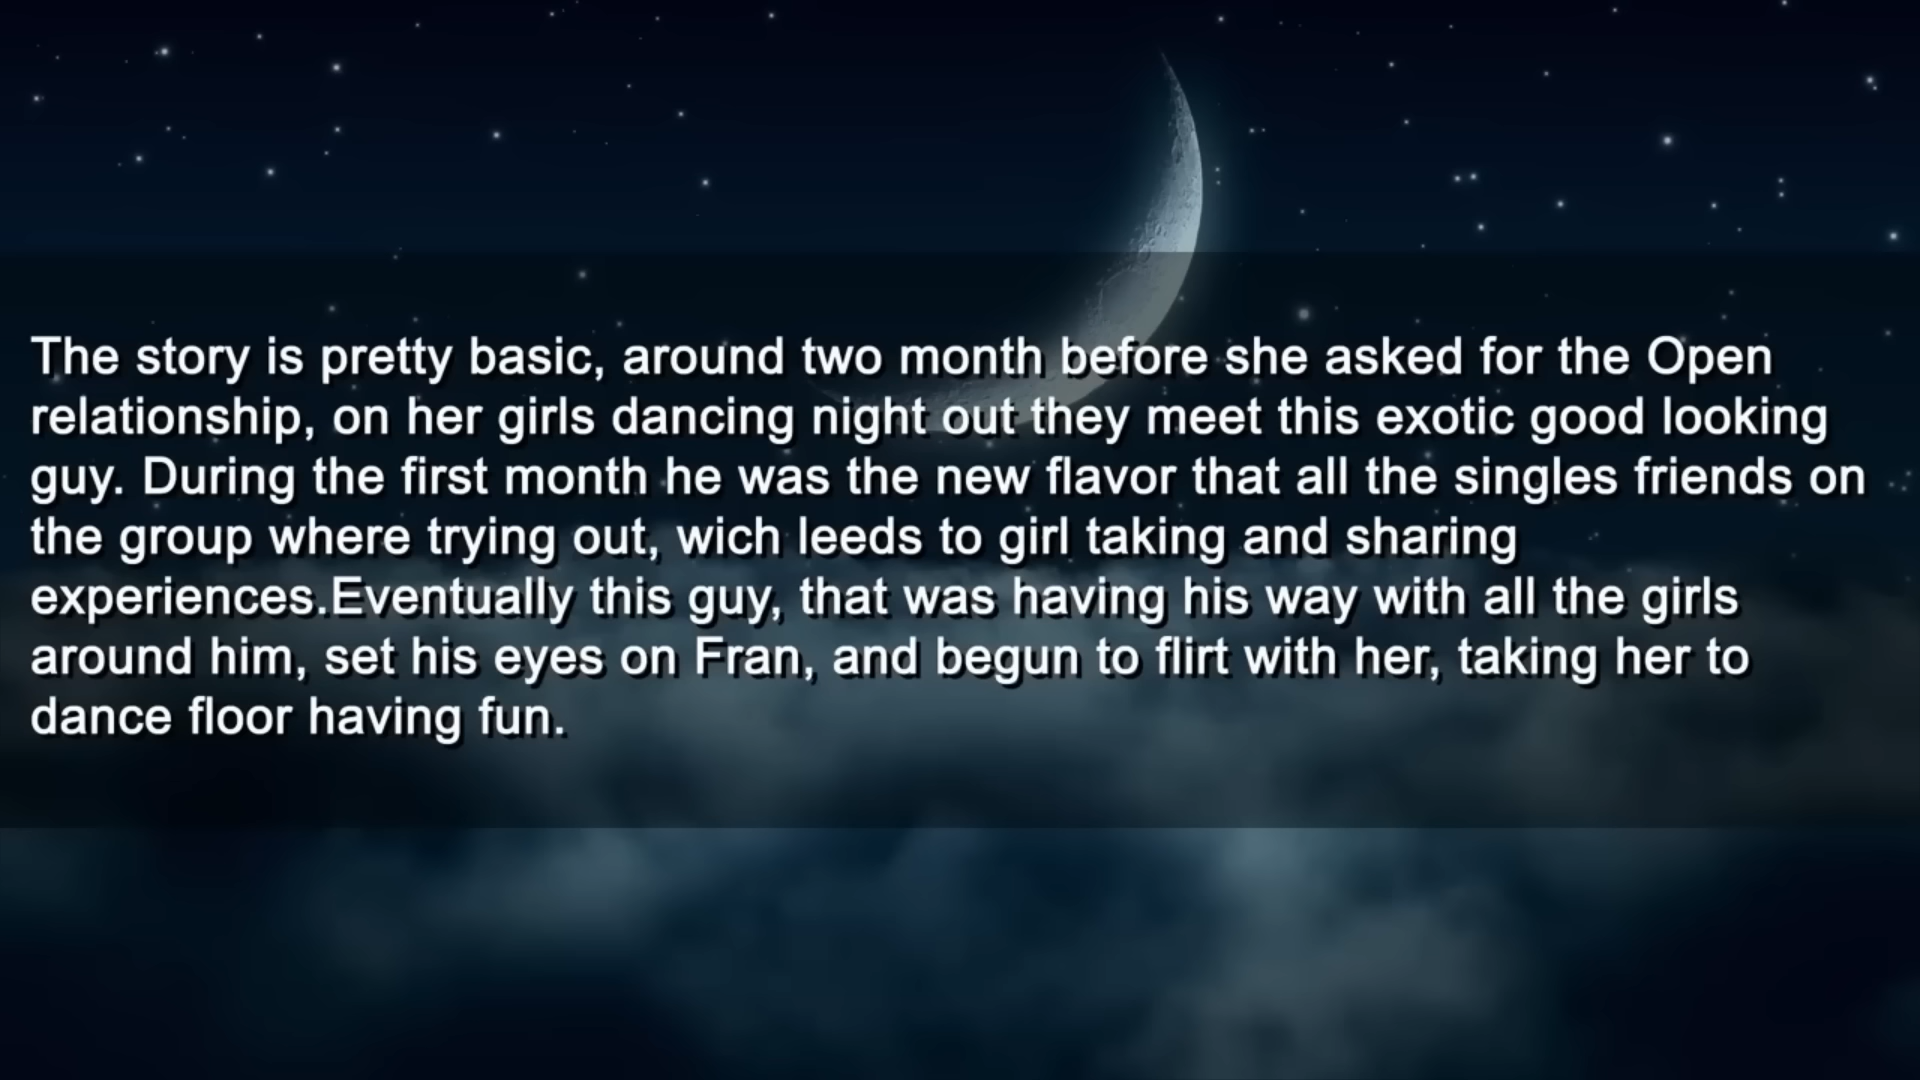 The story is pretty basic, around two month before she asked for the Open
relationship, on her girls dancing night out they meet this exotic good looking
guy. During the first month he was the new flavor that all the singles friends on
the group where trying out, wich leeds to girl taking and sharing
experiences.Eventually this guy, that was having his way with all the girls
around him, set his eyes on Fran, and begun to flirt with her, taking her to
dance floor having fun.